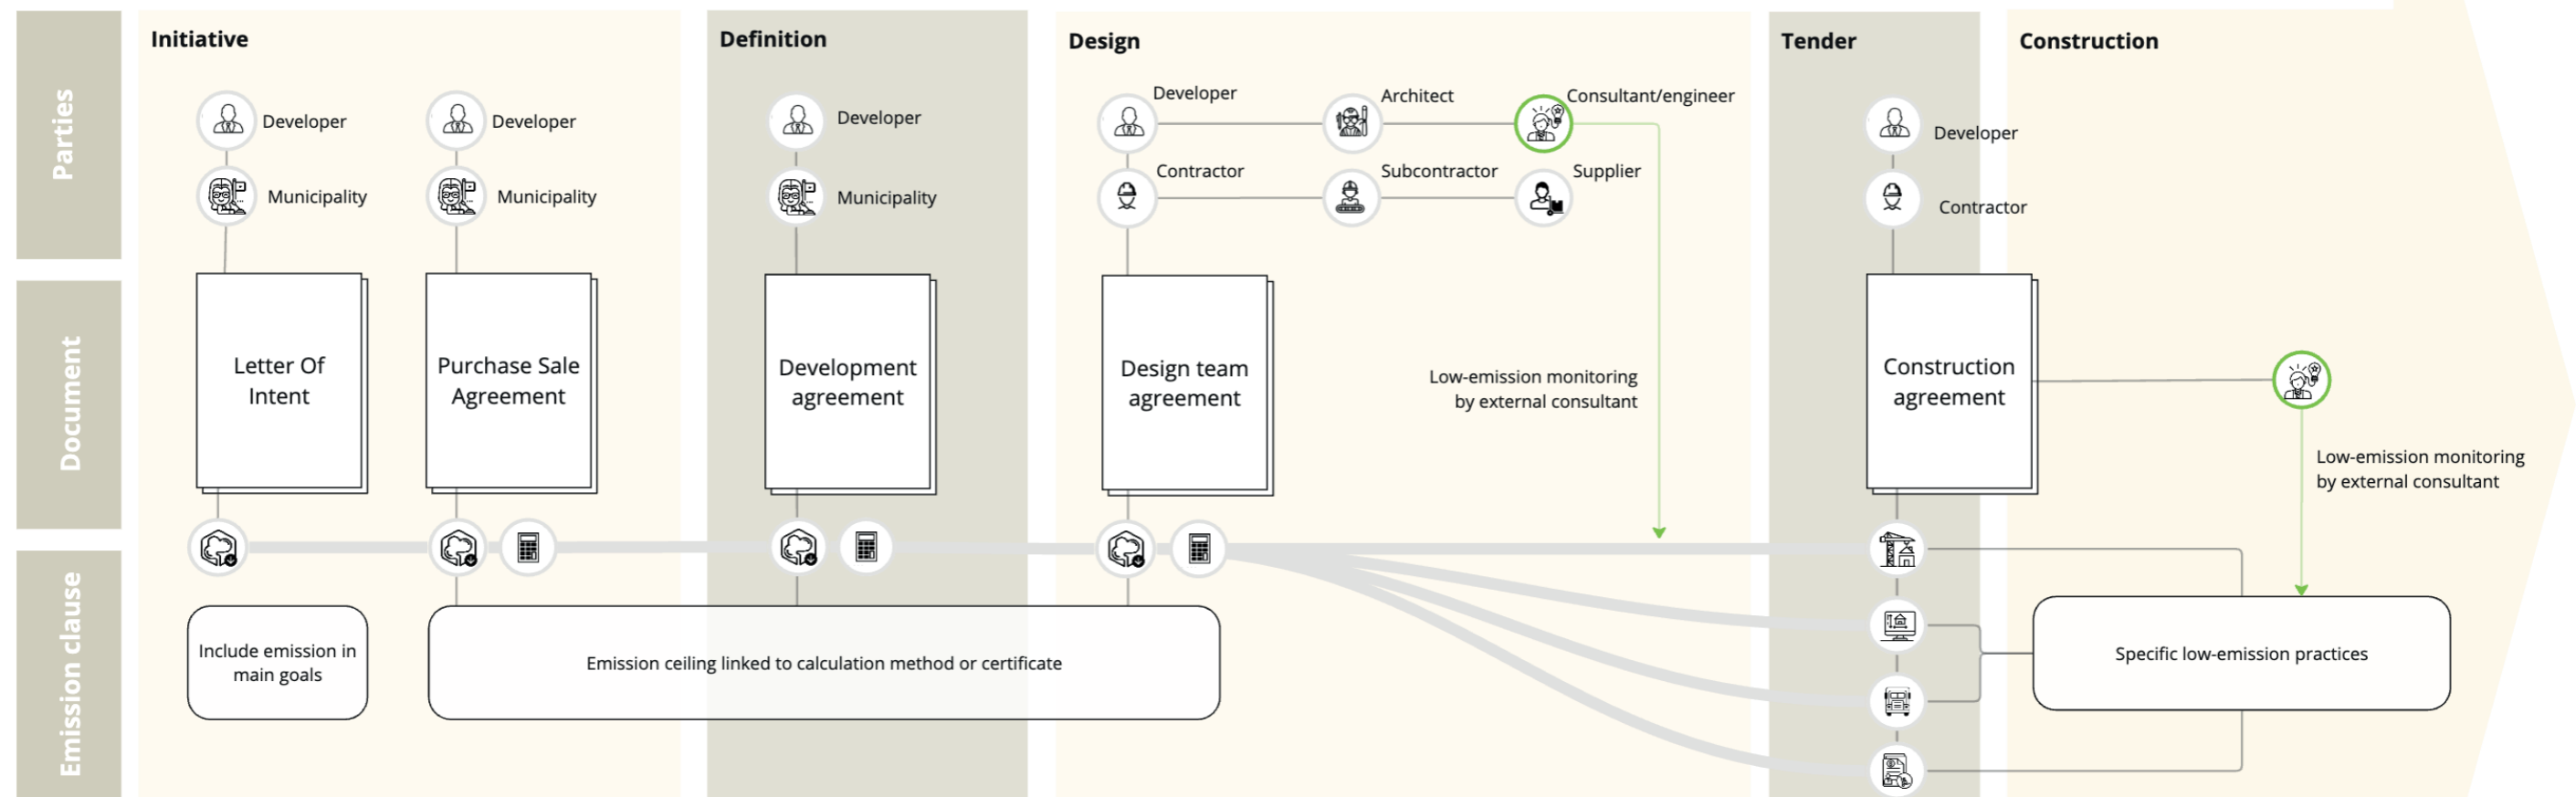 Parties
Document
Emission clause
Initiative
Developer
Municipality
Developer
Municipality
Letter Of
Intent
Purchase Sale
Agreement
Include emission in
main goals
Definition
Developer
Municipality
Development
agreement
Emission ceiling linked to calculation method or certificate
Design
Developer
Architect
Consultant/engineer
Contractor
Subcontractor
Supplier
Design team
agreement
Low-emission monitoring
by external consultant
Tender
Developer
Contractor
Construction
agreement
Construction
Low-emission monitoring
by external consultant
Specific low-emission practices